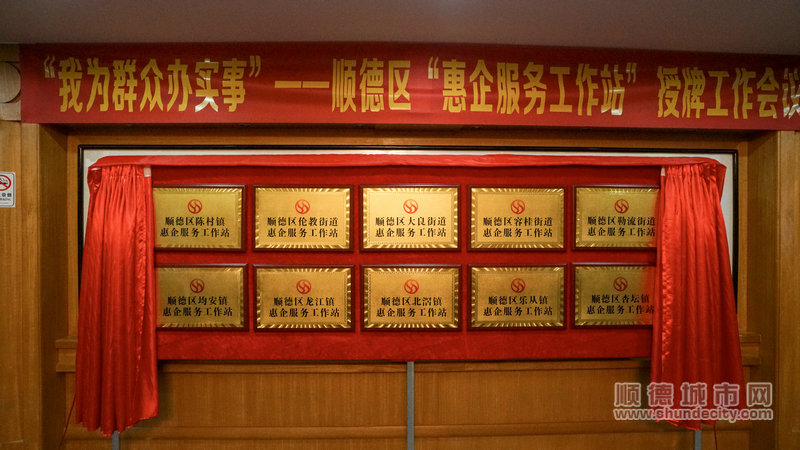 “我为群众办实事”——顺德区“惠企服务工作站”授牌工作会议
顺德区陈村镇
惠企服务工作站
顺德区伦教街道
惠企服务工作站
顺德区大良街道
惠企服务工作站
顺德区容桂街道
惠企服务工作站
顺德区勒流街道
惠企服务工作站
顺德区均安镇
惠企服务工作站
顺德区龙江镇
惠企服务工作站
顺德区北滘镇
惠企服务工作站
顺德区乐从镇
惠企服务工作站
顺德区杏坛镇
惠企服务工作站
顺德城市网
www.shundecity.com